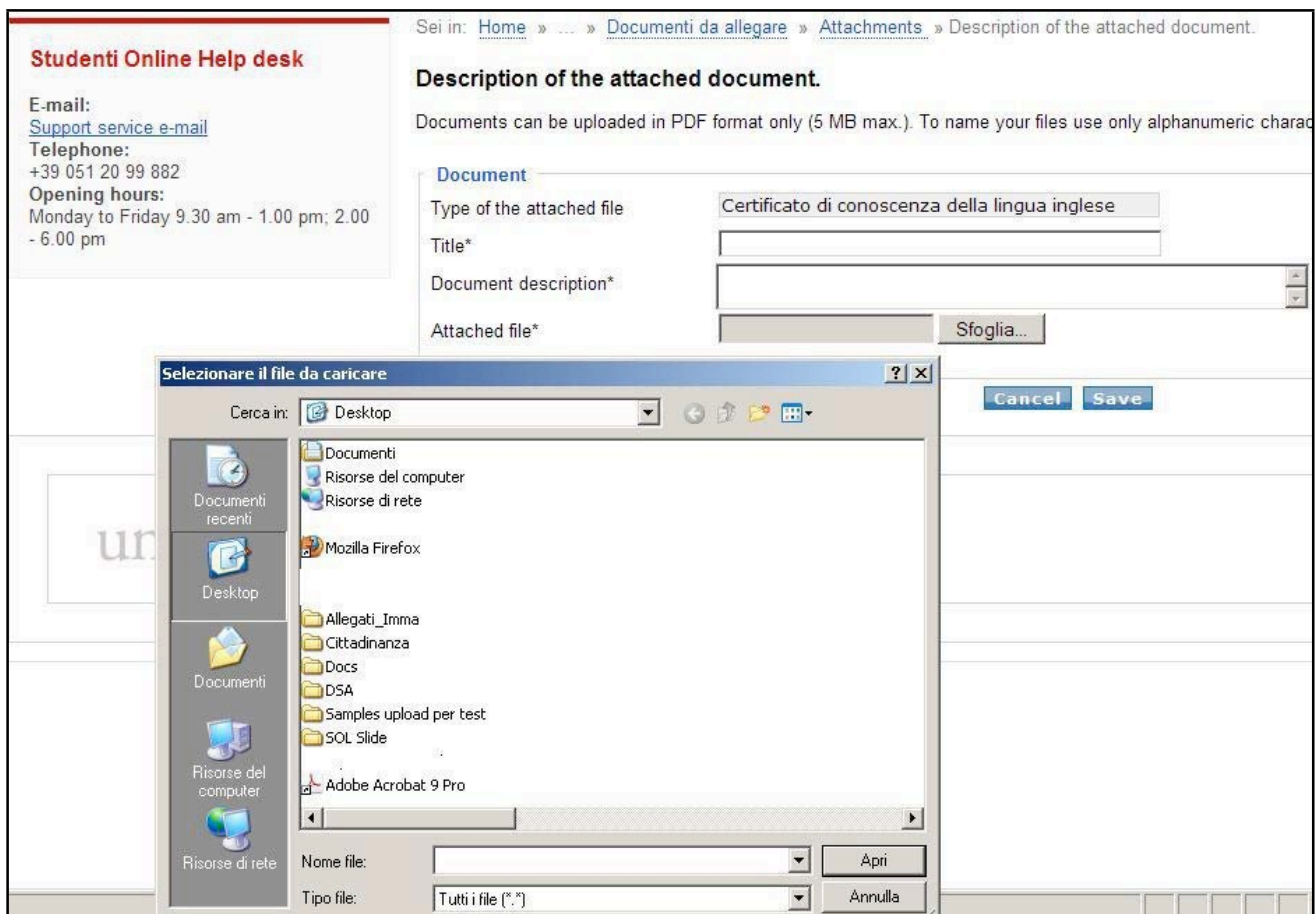 Studenti Online Help desk
E-mail:
Support service e-mail
Telephone:
+39 051 20 99 882
Opening hours:
Monday to Friday 9.30 am - 1.00 pm; 2.00
- 6.00 pm
Sei in: Home » ... » Documenti da allegare » Attachments » Description of the attached document.
Description of the attached document.
Documents can be uploaded in PDF format only (5 MB max.). To name your files use only alphanumeric charac
Document
Type of the attached file Certificato di conoscenza della lingua inglese
Title*
Document description*
Attached file* Sfoglia...
Cancel Save
Selezionare il file da caricare
Cerca in: Desktop
Documenti recenti
Desktop
Documenti
Risorse del computer
Risorse di rete
Documenti
Risorse del computer
Risorse di rete
Mozilla Firefox
Allegati_Imma
Cittadinanza
Docs
DSA
Samples upload per test
SOL Slide
Adobe Acrobat 9 Pro
Nome file: Apri
Tipo file: Tutti i file (*.*) Annulla